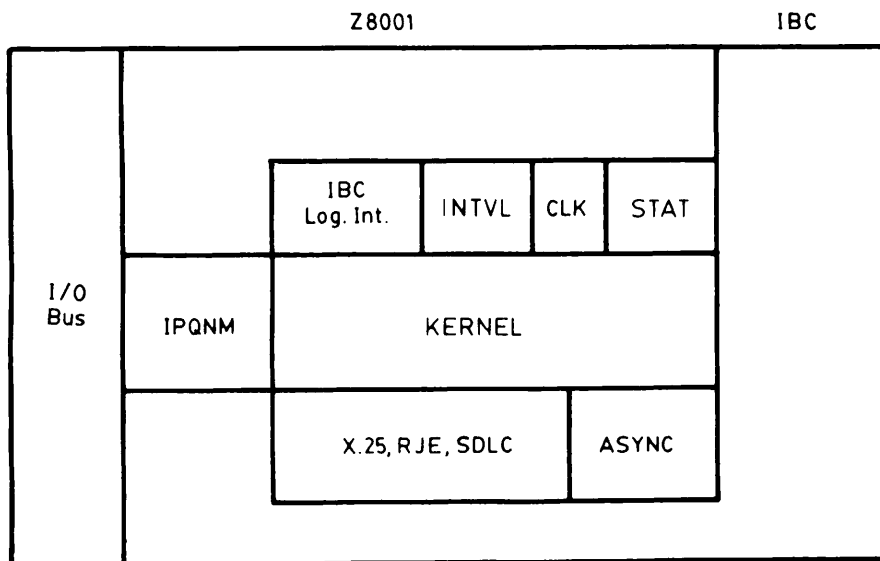 Z8001
IBC
IBC
Log. Int.
INTVL
CLK
STAT
I/O
Bus
IPQNM
KERNEL
X.25, RJE, SDLC
ASYNC